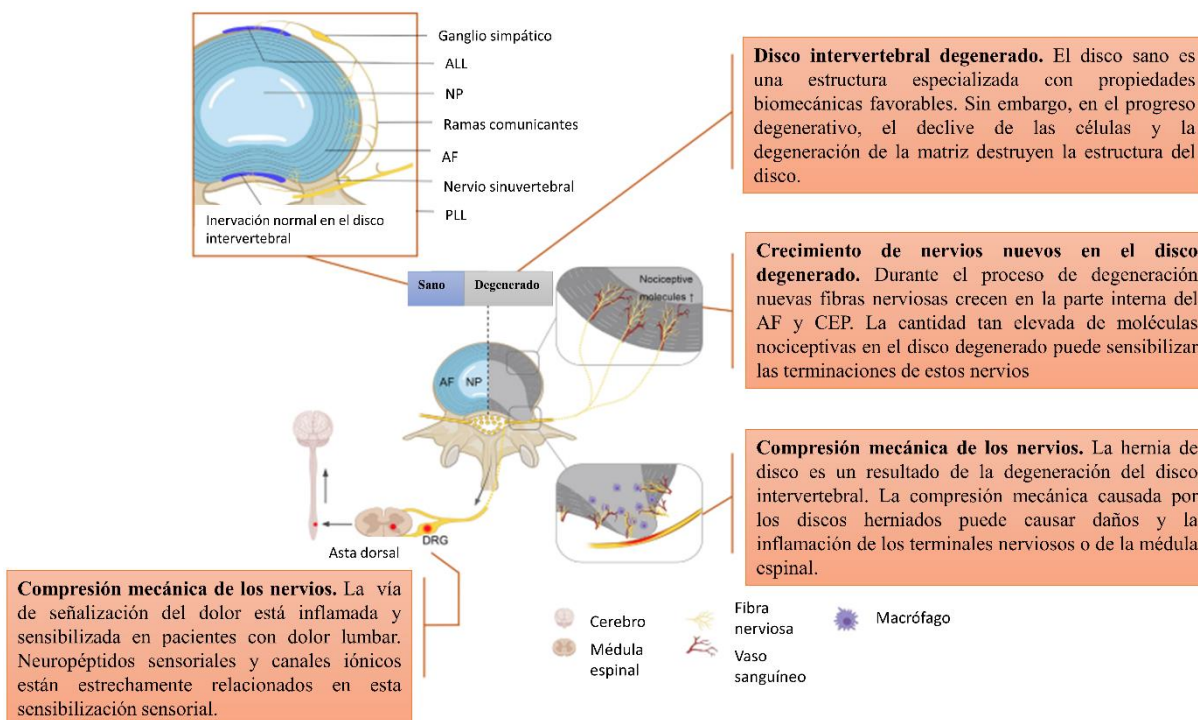 Ganglio simpático
ALL
NP
Ramas comunicantes
AF
Nervio sinuvertebral
PLL
Inervación normal en el disco
intervertebral
Disco intervertebral degenerado. El disco sano es
una estructura especializada con propiedades
biomecánicas favorables. Sin embargo, en el progreso
degenerativo, el declive de las células y la
degeneración de la matriz destruyen la estructura del
disco.
Sano
Degenerado
Nociceptive
molecules ↑
Crecimiento de nervios nuevos en el disco
degenerado. Durante el proceso de degeneración
nuevas fibras nerviosas crecen en la parte interna del
AF y CEP. La cantidad tan elevada de moléculas
nociceptivas en el disco degenerado puede sensibilizar
las terminaciones de estos nervios
AF
NP
Compresión mecánica de los nervios. La hernia de
disco es un resultado de la degeneración del disco
intervertebral. La compresión mecánica causada por
los discos herniados puede causar daños y la
inflamación de los terminales nerviosos o de la médula
espinal.
DRG
Asta dorsal
Compresión mecánica de los nervios. La vía
de señalización del dolor está inflamada y
sensibilizada en pacientes con dolor lumbar.
Neuropéptidos sensoriales y canales iónicos
están estrechamente relacionados en esta
sensibilización sensorial.
Cerebro
Médula
espinal
Fibra
nerviosa
Vaso
sanguíneo
Macrófago